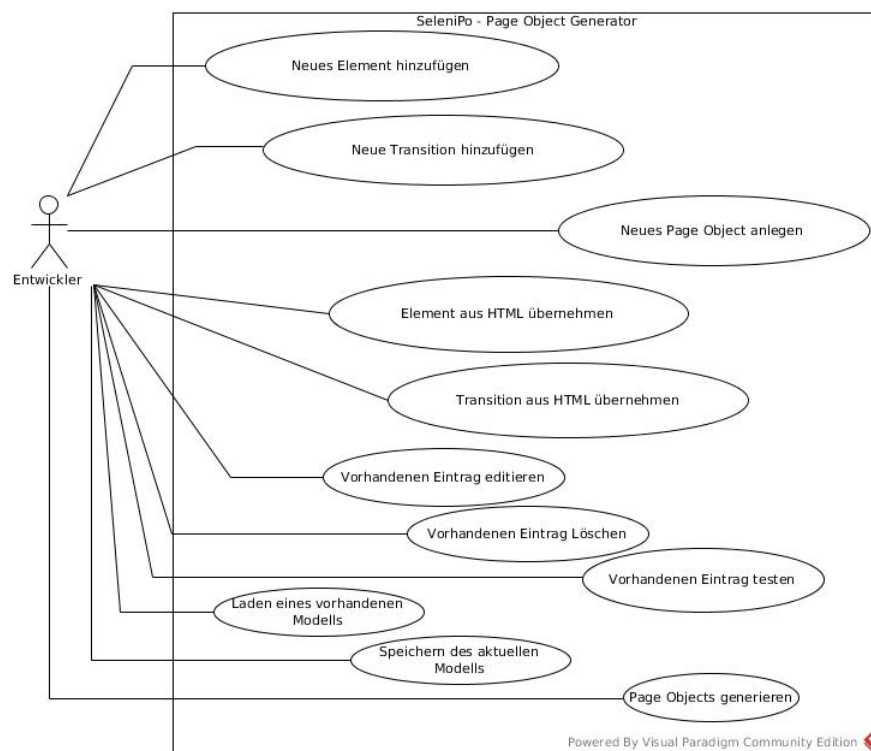 SeleniPo - Page Object Generator
Neues Element hinzufügen
Neue Transition hinzufügen
Neues Page Object anlegen
Entwickler
Element aus HTML übernehmen
Transition aus HTML übernehmen
Vorhandenen Eintrag editieren
Vorhandenen Eintrag Löschen
Vorhandenen Eintrag testen
Laden eines vorhandenen
Modells
Speichern des aktuellen
Modells
Page Objects generieren
Powered By Visual Paradigm Community Edition